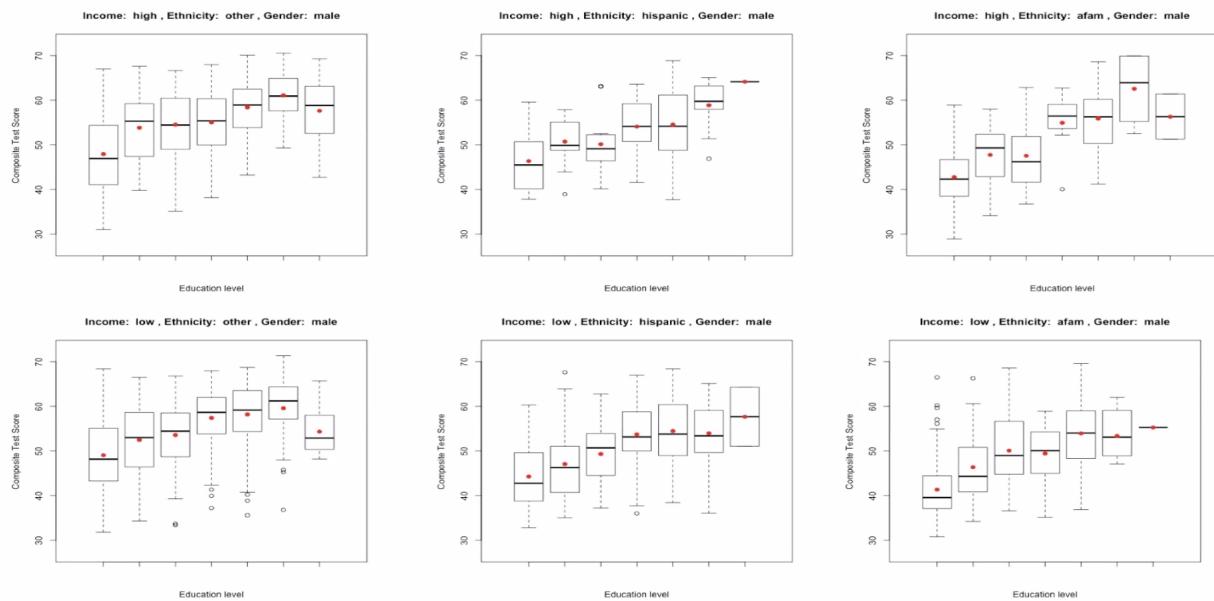 Income: high , Ethnicity: other , Gender: male
Composite Test Score
70
60
50
40
30
Education level
Income: high , Ethnicity: hispanic , Gender: male
Composite Test Score
70
60
50
40
30
Education level
Income: high , Ethnicity: afam , Gender: male
Composite Test Score
70
60
50
40
30
Education level
Income: low , Ethnicity: other , Gender: male
Composite Test Score
70
60
50
40
30
Education level
Income: low , Ethnicity: hispanic , Gender: male
Composite Test Score
70
60
50
40
30
Education level
Income: low , Ethnicity: afam , Gender: male
Composite Test Score
70
60
50
40
30
Education level